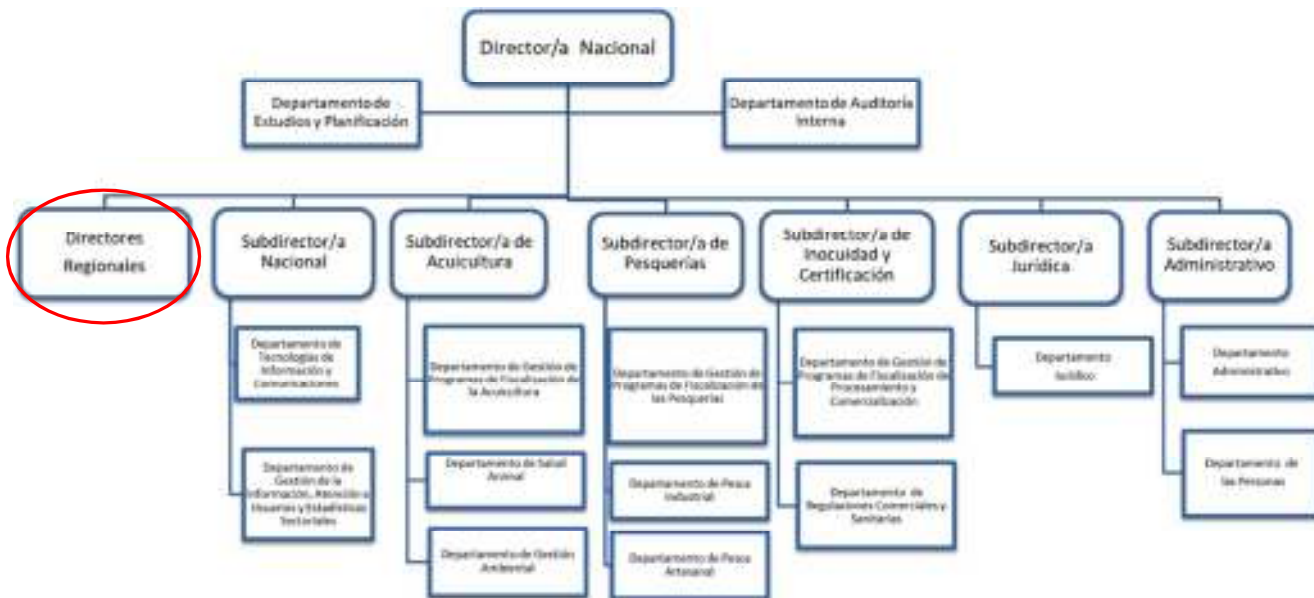 Director/a Nacional
Departamento de
Estudios y Planificación
Departamento de Auditoría
Interna
Directores
Regionales
Subdirector/a
Nacional
Subdirector/a de
Acuicultura
Subdirector/a de
Pesquerías
Subdirector/a de
Inocuidad y
Certificación
Subdirector/a
Jurídica
Subdirector/a
Administrativo
Departamento de
Tecnologías de
Información y
Comunicaciones
Departamento de
Gestión de la
Información, Atención a
Usuarios y Estadísticas
Sectoriales
Departamento de Gestión de
Programas de Fiscalización de
la Acuicultura
Departamento de Salud
Animal
Departamento de Gestión
Ambiental
Departamento de Gestión de
Programas de Fiscalización de
las Pesquerías
Departamento de Pesca
Industrial
Departamento de Pesca
Artesanal
Departamento de Gestión de
Programas de Fiscalización de
Procesamiento y
Comercialización
Departamento de
Regulaciones Comerciales y
Sanitarias
Departamento
Jurídico
Departamento
Administrativo
Departamento de
las Personas